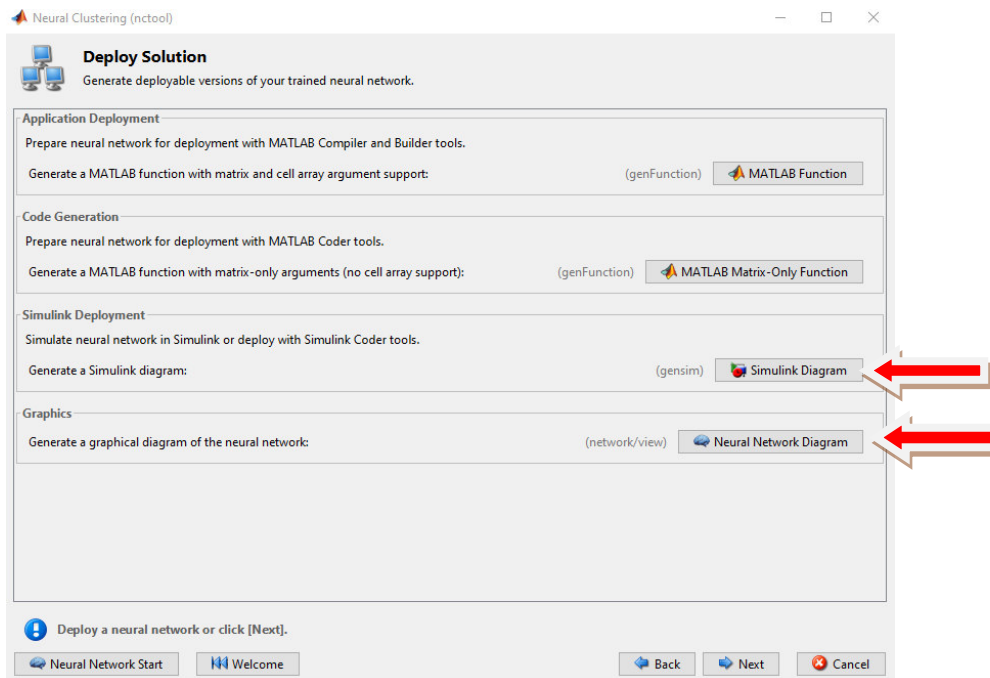 Neural Clustering (nctool)
Deploy Solution
Generate deployable versions of your trained neural network.
Application Deployment
Prepare neural network for deployment with MATLAB Compiler and Builder tools.
Generate a MATLAB function with matrix and cell array argument support: (genFunction) MATLAB Function
Code Generation
Prepare neural network for deployment with MATLAB Coder tools.
Generate a MATLAB function with matrix-only arguments (no cell array support): (genFunction) MATLAB Matrix-Only Function
Simulink Deployment
Simulate neural network in Simulink or deploy with Simulink Coder tools.
Generate a Simulink diagram: (gensim) Simulink Diagram
Graphics
Generate a graphical diagram of the neural network: (network/view) Neural Network Diagram
Deploy a neural network or click [Next].
Neural Network Start Welcome Back Next Cancel